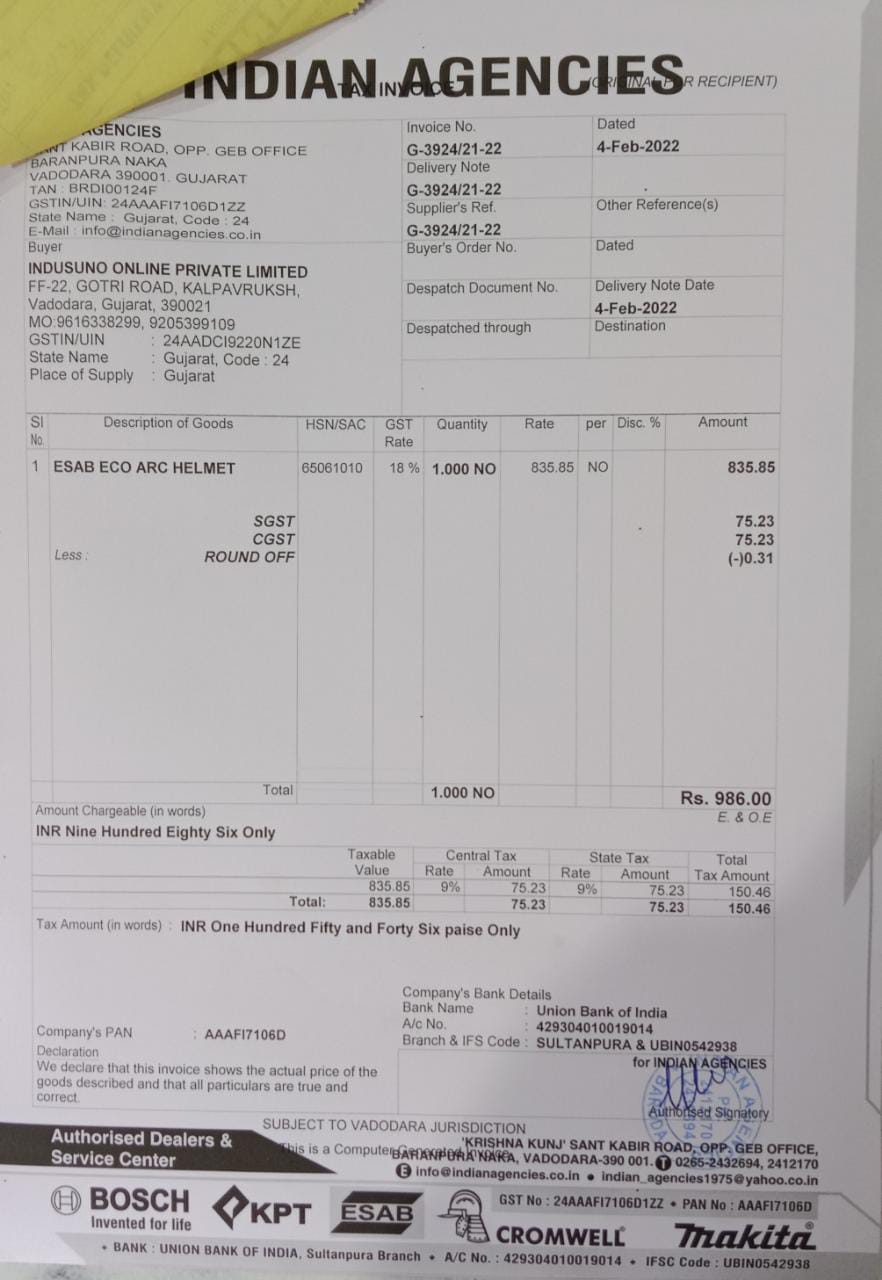 INDIAN AGENCIES
TAX INVOICE
(ORIGINAL FOR RECIPIENT)
AGENCIES
SANT KABIR ROAD, OPP. GEB OFFICE
BARANPURA NAKA
VADODARA 390001. GUJARAT
TAN : BRDI00124F
GSTIN/UIN: 24AAAFI7106D1ZZ
State Name : Gujarat, Code : 24
E-Mail : info@indianagencies.co.in
Invoice No.
G-3924/21-22
Dated
4-Feb-2022
Delivery Note
G-3924/21-22
Supplier's Ref.
G-3924/21-22
Other Reference(s)
Buyer
INDUSUNO ONLINE PRIVATE LIMITED
FF-22, GOTRI ROAD, KALPAVRUKSH,
Vadodara, Gujarat, 390021
MO:9616338299, 9205399109
GSTIN/UIN : 24AADCI9220N1ZE
State Name : Gujarat, Code : 24
Place of Supply : Gujarat
Buyer's Order No.
Dated
Despatch Document No.
Delivery Note Date
4-Feb-2022
Despatched through
Destination
SI No. Description of Goods HSN/SAC GST Rate Quantity Rate per Disc. % Amount
1 ESAB ECO ARC HELMET 65061010 18 % 1.000 NO 835.85 NO 835.85
SGST 75.23
CGST 75.23
Less : ROUND OFF (-)0.31
Total 1.000 NO Rs. 986.00
Amount Chargeable (in words) E. & O.E
INR Nine Hundred Eighty Six Only
Taxable Value Central Tax State Tax Total Tax Amount
Rate Amount Rate Amount
835.85 9% 75.23 9% 75.23 150.46
Total: 835.85 75.23 75.23 150.46
Tax Amount (in words) : INR One Hundred Fifty and Forty Six paise Only
Company's Bank Details
Bank Name : Union Bank of India
A/c No. : 429304010019014
Branch & IFS Code : SULTANPURA & UBIN0542938
Company's PAN : AAAFI7106D
Declaration
We declare that this invoice shows the actual price of the
goods described and that all particulars are true and
correct.
for INDIAN AGENCIES
Authorised Signatory
SUBJECT TO VADODARA JURISDICTION
This is a Computer Generated Invoice
Authorised Dealers &
Service Center
'KRISHNA KUNJ' SANT KABIR ROAD, OPP. GEB OFFICE,
BARANPURA NAKA, VADODARA-390 001. T 0265-2432694, 2412170
E info@indianagencies.co.in • indian_agencies1975@yahoo.co.in
GST No : 24AAAFI7106D1ZZ • PAN No : AAAFI7106D
BOSCH
Invented for life
KPT
ESAB
CROMWELL
makita
• BANK : UNION BANK OF INDIA, Sultanpura Branch • A/C No. : 429304010019014 • IFSC Code : UBIN0542938